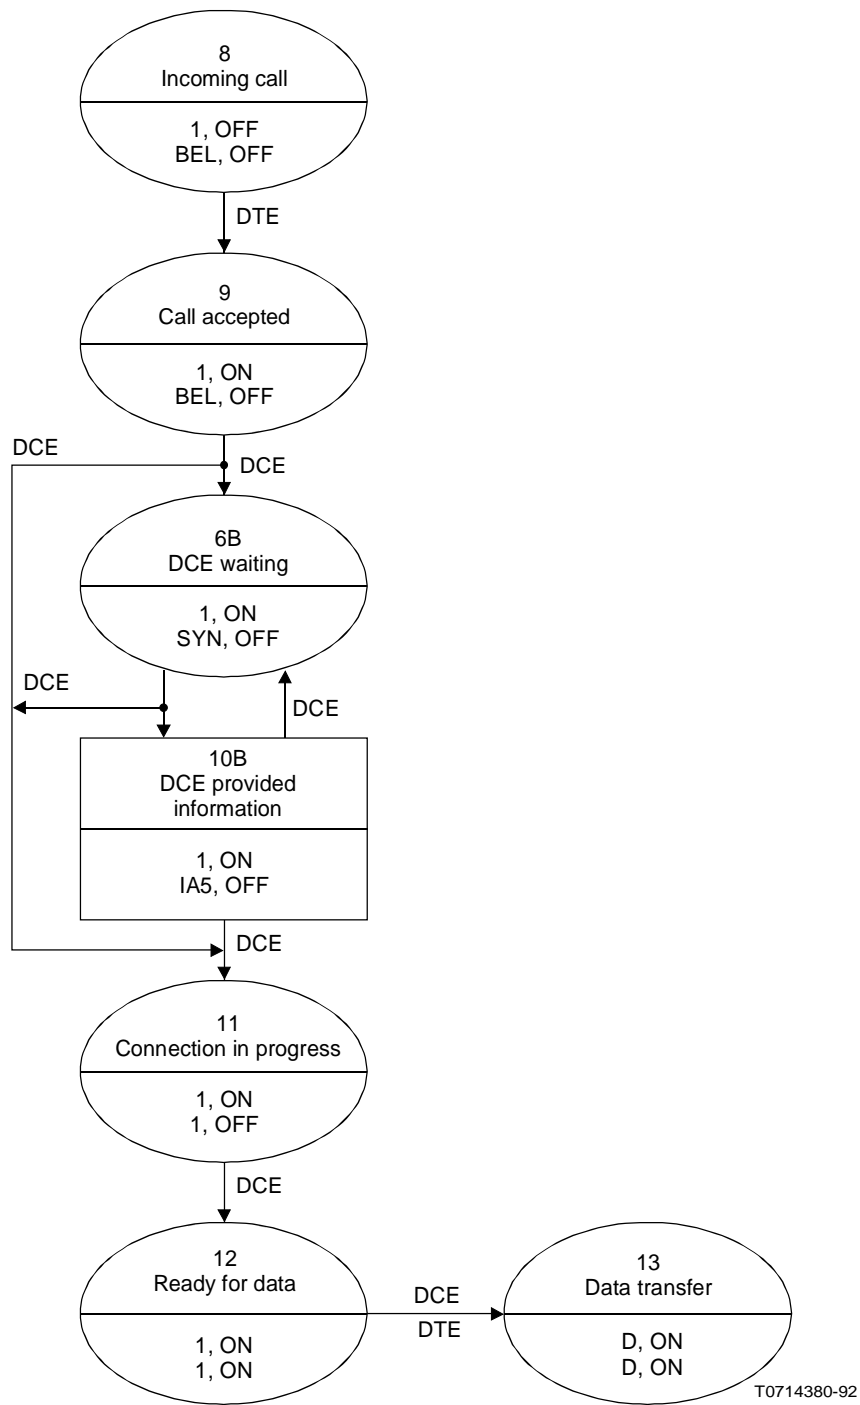 8
Incoming call
1, OFF
BEL, OFF
DTE
9
Call accepted
1, ON
BEL, OFF
DCE
DCE
6B
DCE waiting
1, ON
SYN, OFF
DCE
DCE
10B
DCE provided
information
1, ON
IA5, OFF
DCE
11
Connection in progress
1, ON
1, OFF
DCE
12
Ready for data
1, ON
1, ON
DCE
DTE
13
Data transfer
D, ON
D, ON
T0714380-92